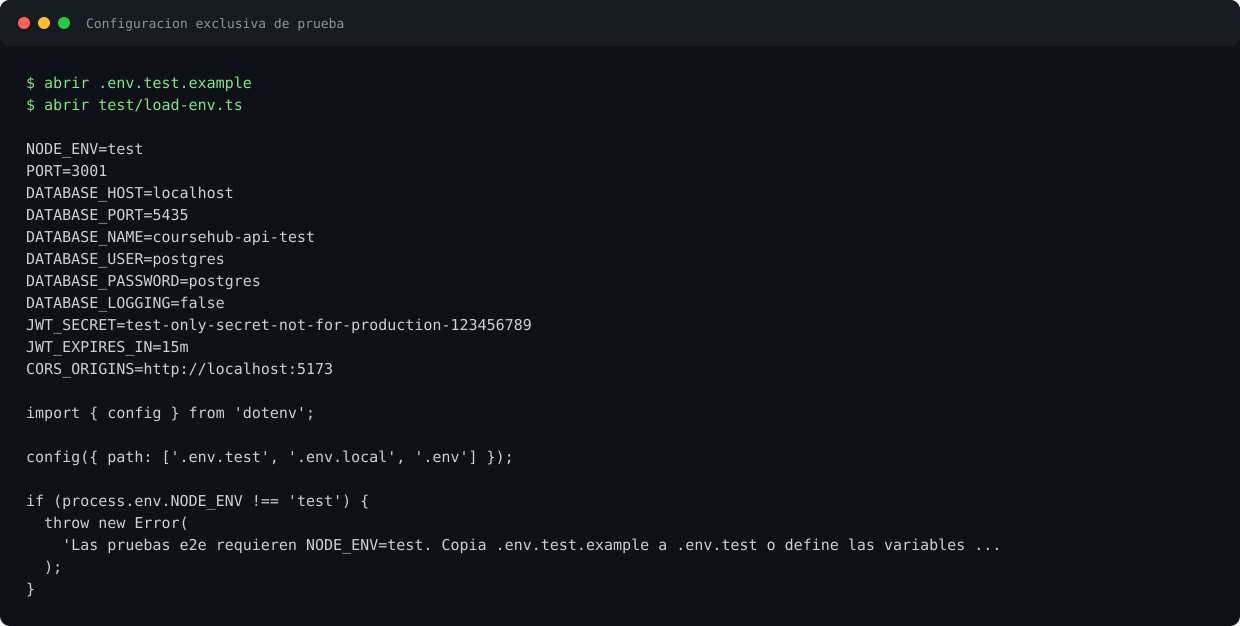 Configuracion exclusiva de prueba
$ abrir .env.test.example
$ abrir test/load-env.ts
NODE_ENV=test
PORT=3001
DATABASE_HOST=localhost
DATABASE_PORT=5435
DATABASE_NAME=coursehub-api-test
DATABASE_USER=postgres
DATABASE_PASSWORD=postgres
DATABASE_LOGGING=false
JWT_SECRET=test-only-secret-not-for-production-123456789
JWT_EXPIRES_IN=15m
CORS_ORIGINS=http://localhost:5173
import { config } from 'dotenv';
config({ path: ['.env.test', '.env.local', '.env'] });
if (process.env.NODE_ENV !== 'test') {
  throw new Error(
    'Las pruebas e2e requieren NODE_ENV=test. Copia .env.test.example a .env.test o define las variables ...
  );
}